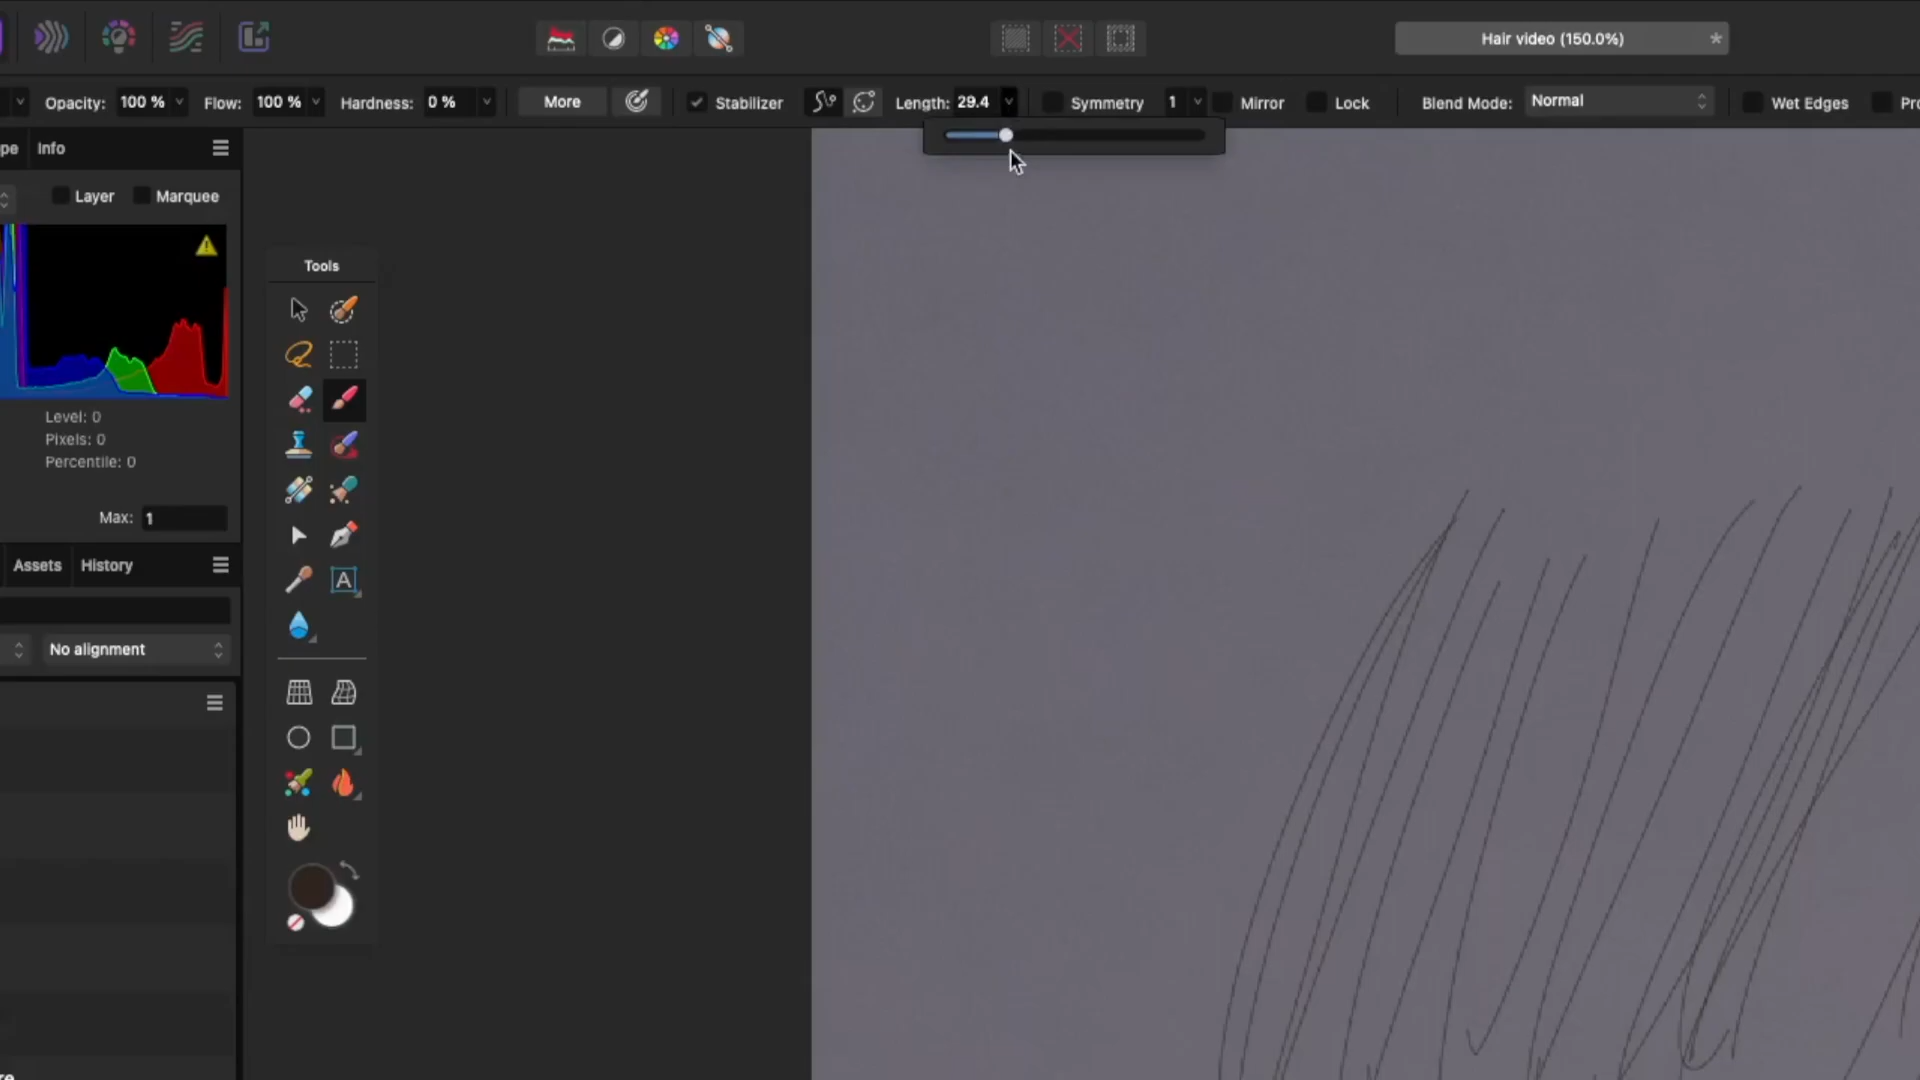 Hair video (150.0%) *
Opacity: 100 % Flow: 100 % Hardness: 0 % More Stabilizer Length: 29.4 Symmetry 1 Mirror Lock Blend Mode: Normal Wet Edges
Info
Layer Marquee
Tools
Level: 0
Pixels: 0
Percentile: 0
Max: 1
Assets History
No alignment
A